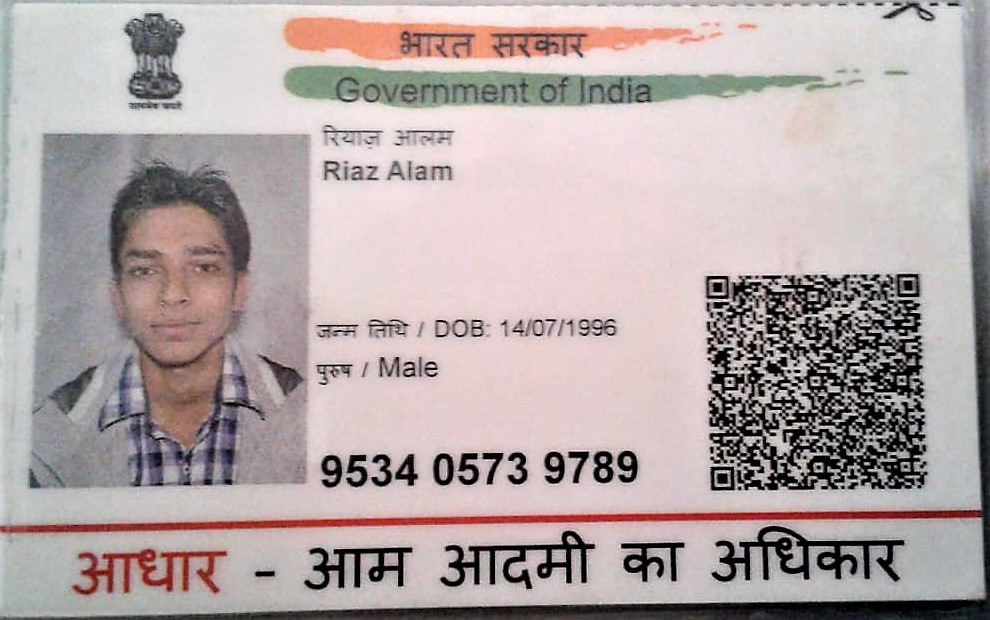 भारत सरकार
Government of India
सत्यमेव जयते
रियाज़ आलम
Riaz Alam
जन्म तिथि / DOB: 14/07/1996
पुरुष / Male
9534 0573 9789
आधार - आम आदमी का अधिकार